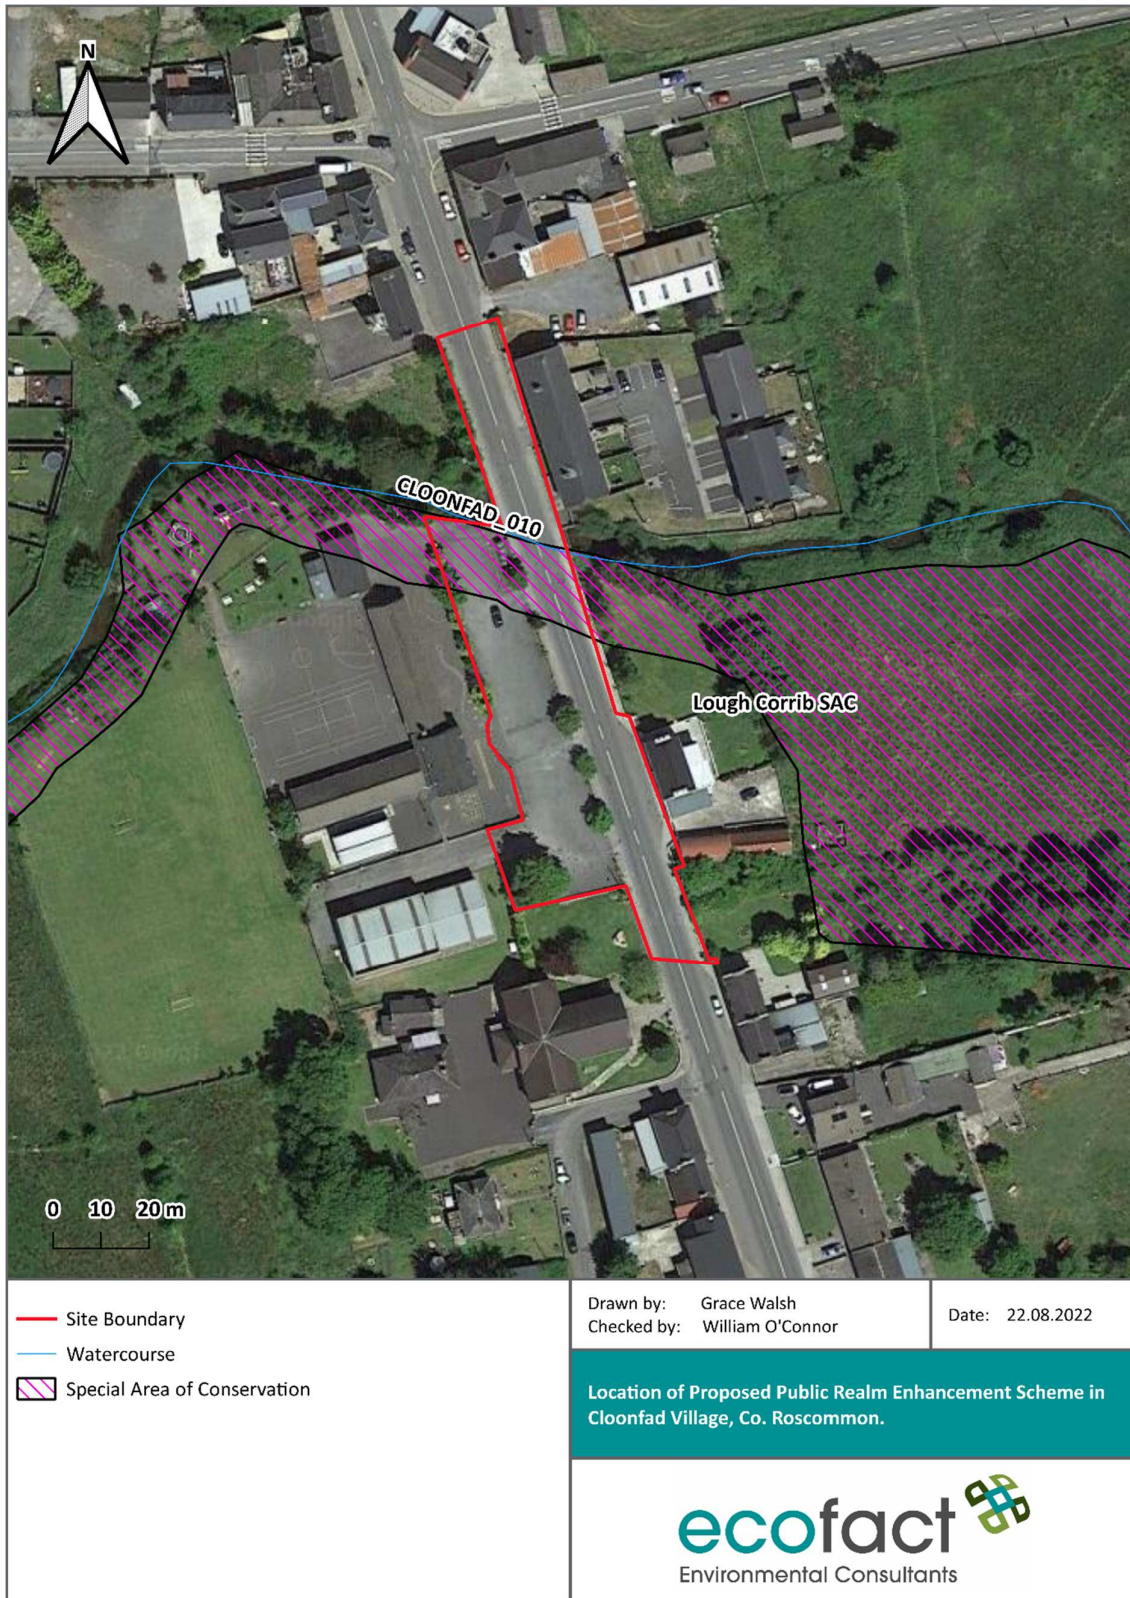 N
CLOONFAD_010
Lough Corrib SAC
0 10 20 m
Site Boundary
Watercourse
Special Area of Conservation
Drawn by: Grace Walsh
Checked by: William O'Connor
Date: 22.08.2022
Location of Proposed Public Realm Enhancement Scheme in
Cloonfad Village, Co. Roscommon.
ecofact
Environmental Consultants